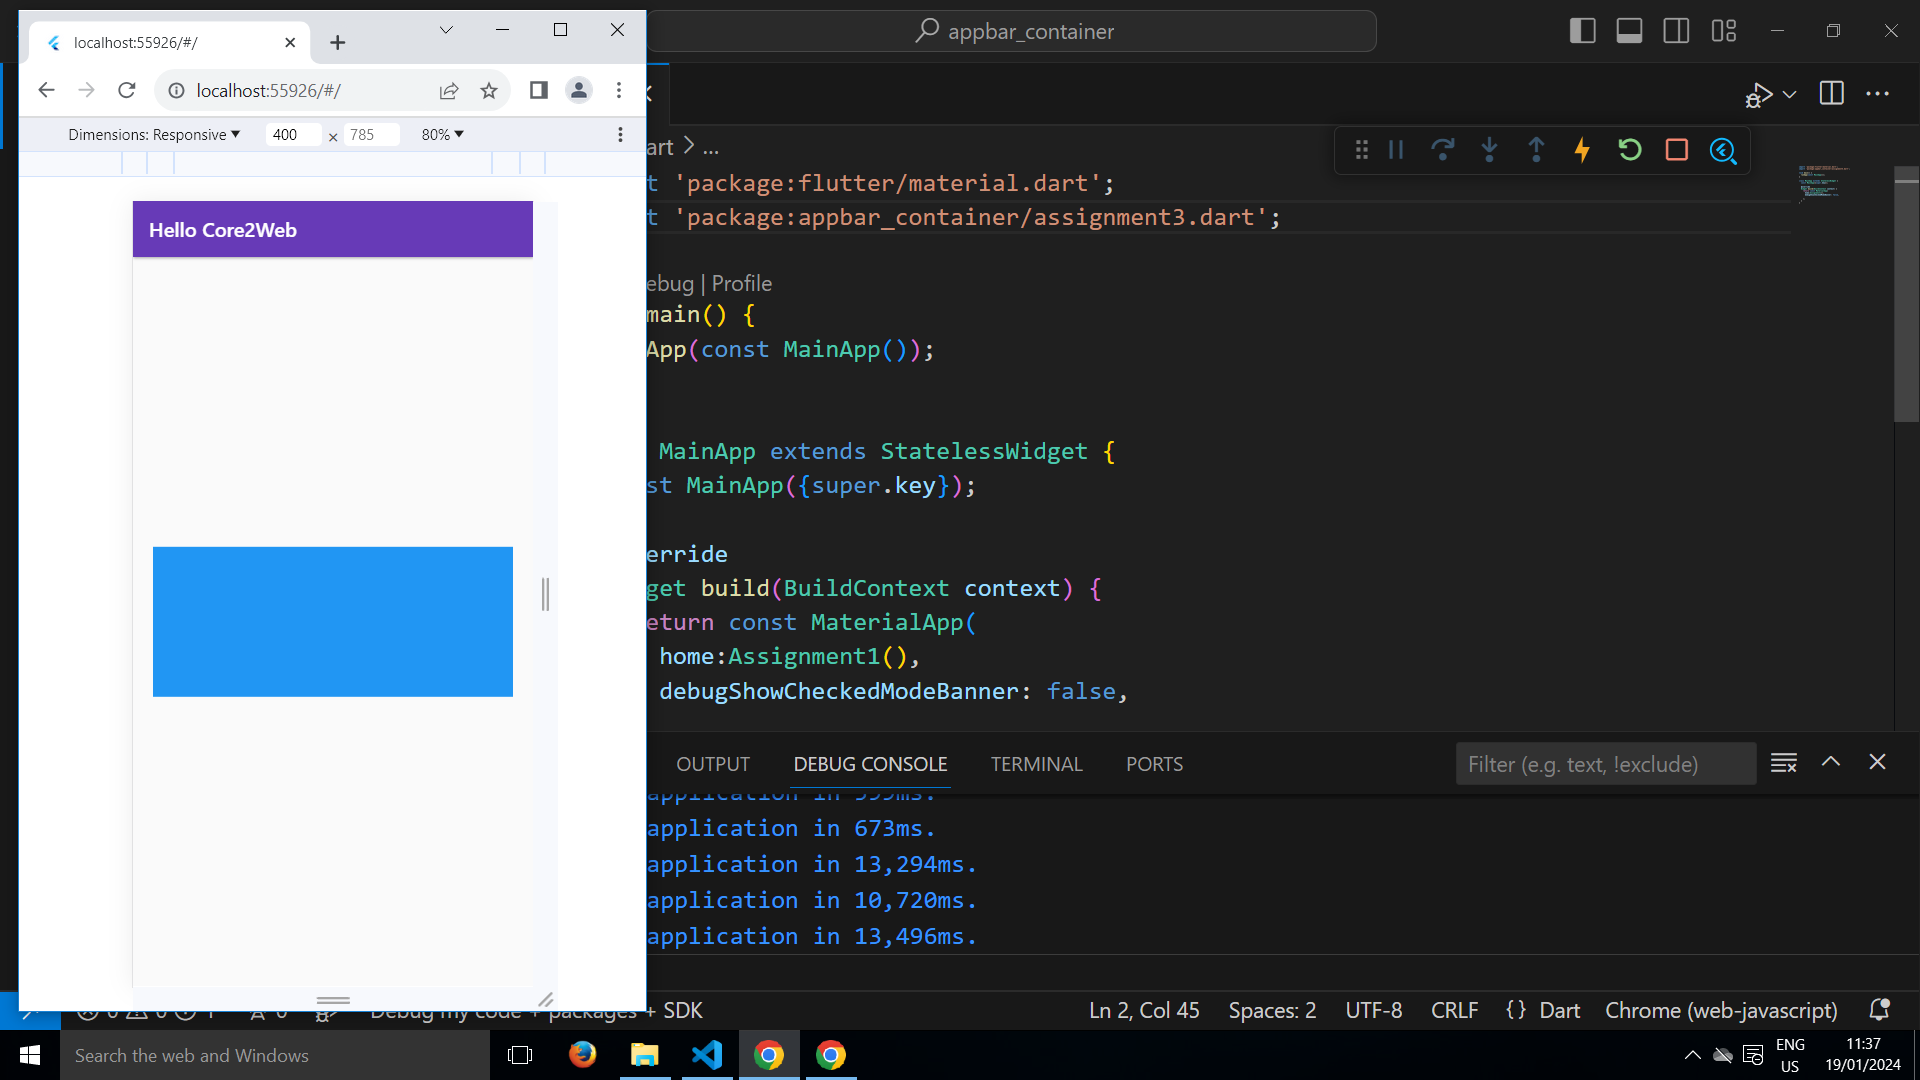 localhost:55926/#/
appbar_container
localhost:55926/#/
Dimensions: Responsive
400 × 785
80%
Hello Core2Web
art > ...
t 'package:flutter/material.dart';
t 'package:appbar_container/assignment3.dart';
ebug | Profile
main() {
App(const MainApp());
MainApp extends StatelessWidget {
st MainApp({super.key});
erride
get build(BuildContext context) {
eturn const MaterialApp(
home:Assignment1(),
debugShowCheckedModeBanner: false,
OUTPUT
DEBUG CONSOLE
TERMINAL
PORTS
Filter (e.g. text, !exclude)
application in 599ms.
application in 673ms.
application in 13,294ms.
application in 10,720ms.
application in 13,496ms.
Debug my code + packages + SDK
Ln 2, Col 45
Spaces: 2
UTF-8
CRLF
{} Dart
Chrome (web-javascript)
Search the web and Windows
ENG
US
11:37
19/01/2024